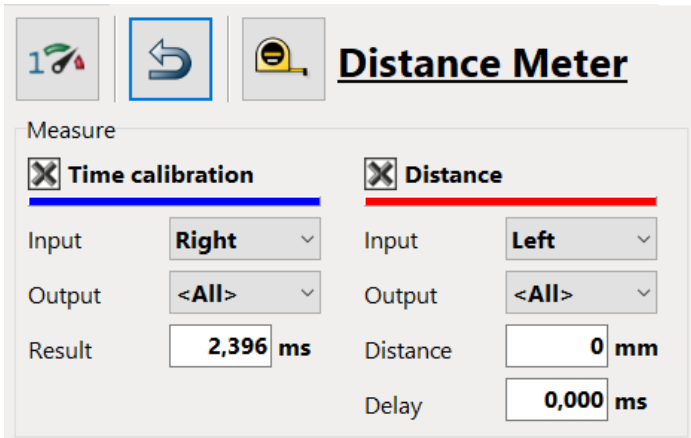 1
Distance Meter
Measure
Time calibration
Distance
Input Right
Input Left
Output <All>
Output <All>
Result 2,396 ms
Distance 0 mm
Delay 0,000 ms